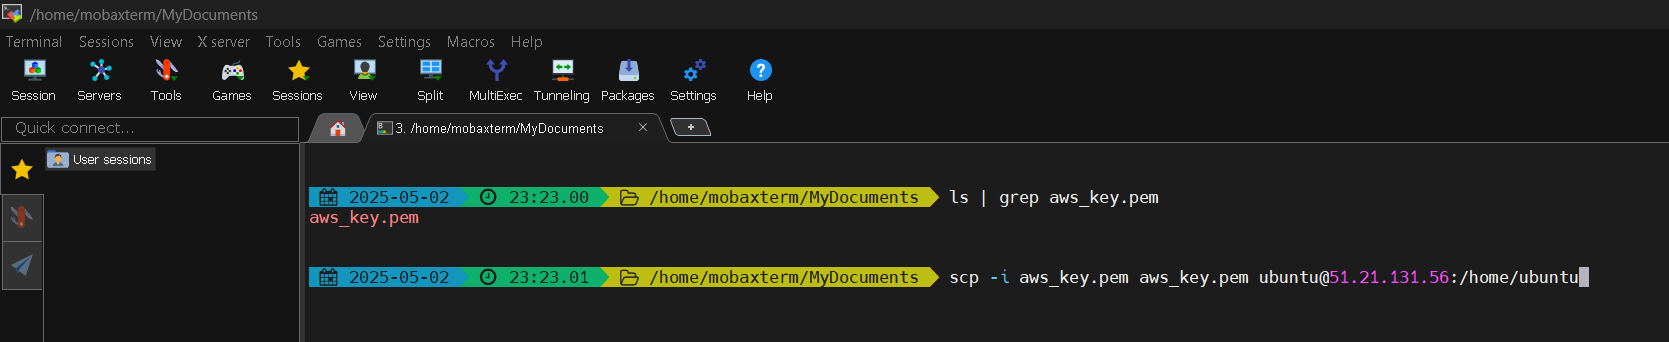 /home/mobaxterm/MyDocuments
Terminal Sessions View X server Tools Games Settings Macros Help
Session Servers Tools Games Sessions View Split MultiExec Tunneling Packages Settings Help
Quick connect...
3. /home/mobaxterm/MyDocuments
User sessions
2025-05-02 23:23.00 /home/mobaxterm/MyDocuments ls | grep aws_key.pem
aws_key.pem
2025-05-02 23:23.01 /home/mobaxterm/MyDocuments scp -i aws_key.pem aws_key.pem ubuntu@51.21.131.56:/home/ubuntu